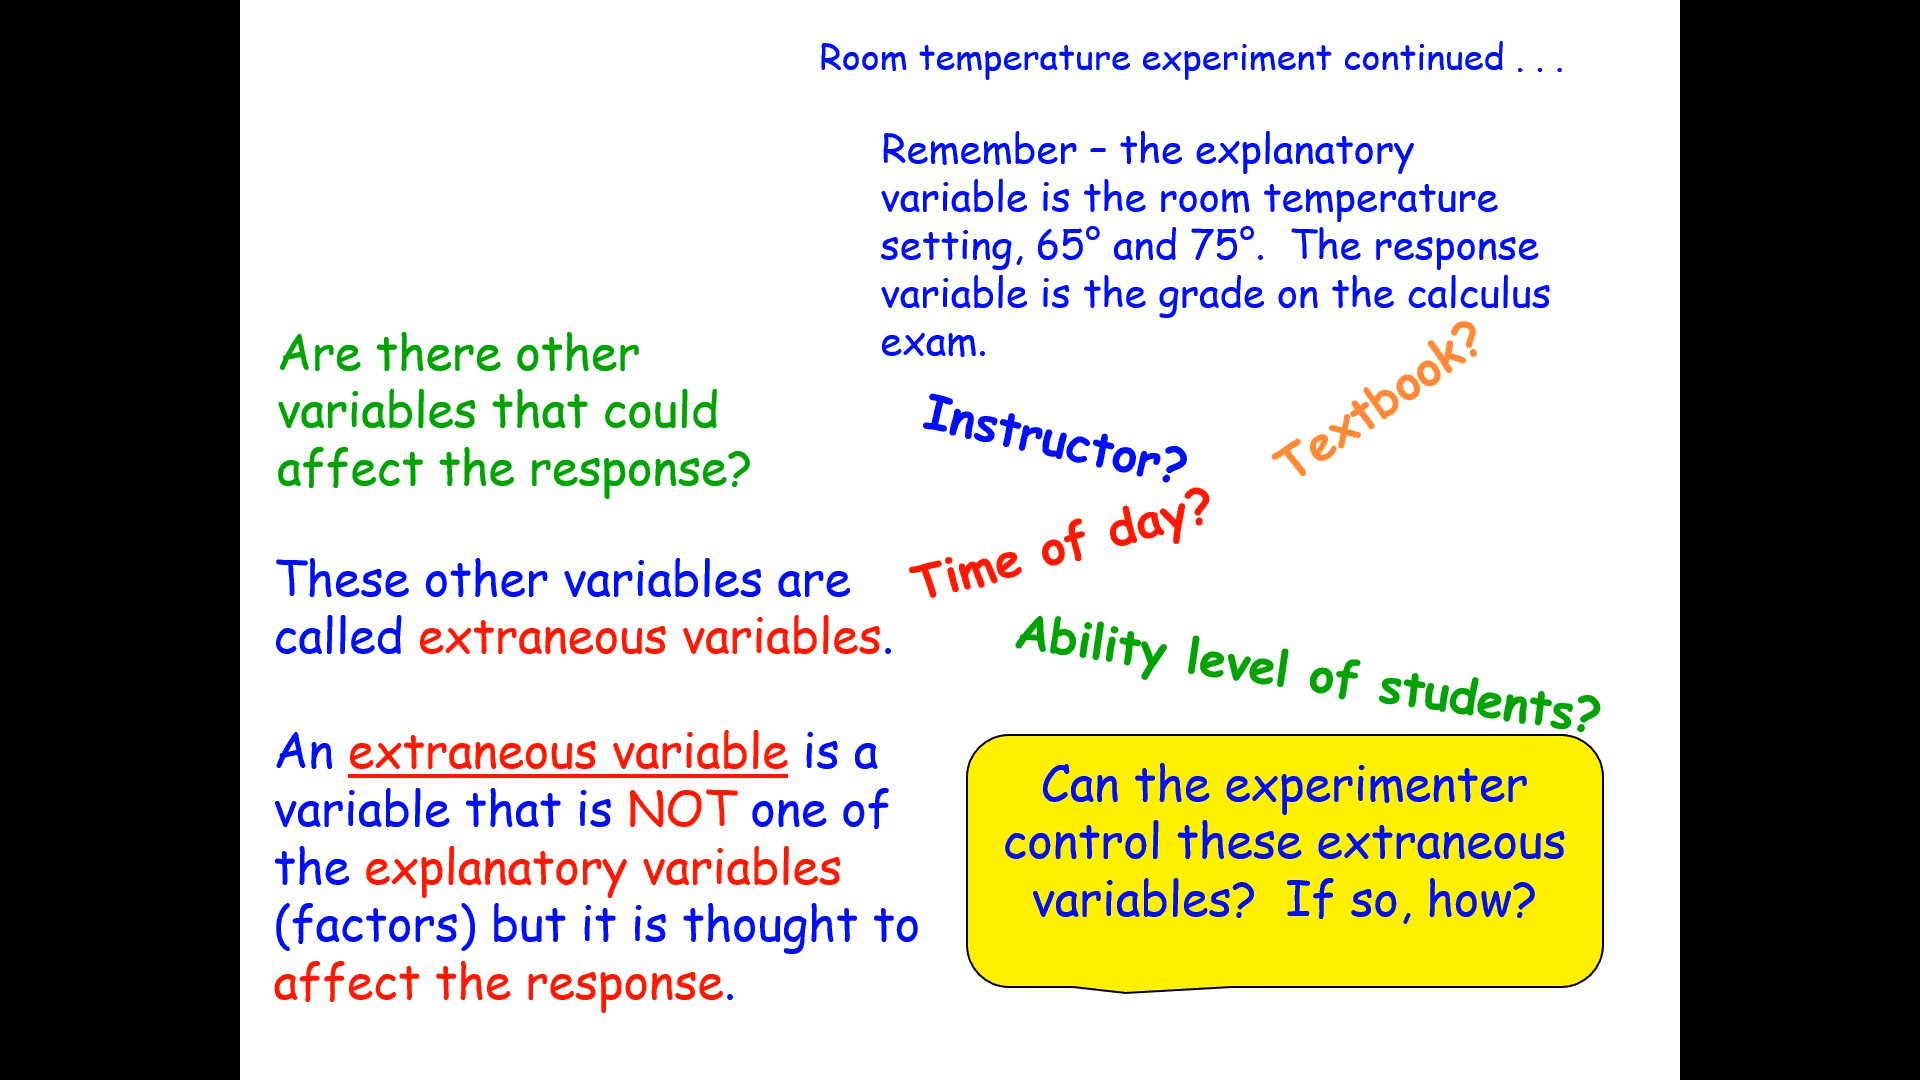 Room temperature experiment continued . . .
Remember – the explanatory
variable is the room temperature
setting, 65° and 75°.  The response
variable is the grade on the calculus
exam.
Are there other
variables that could
affect the response?
Instructor?
Textbook?
Time of day?
These other variables are
called extraneous variables.
Ability level of students?
An extraneous variable is a
variable that is NOT one of
the explanatory variables
(factors) but it is thought to
affect the response.
Can the experimenter
control these extraneous
variables?  If so, how?